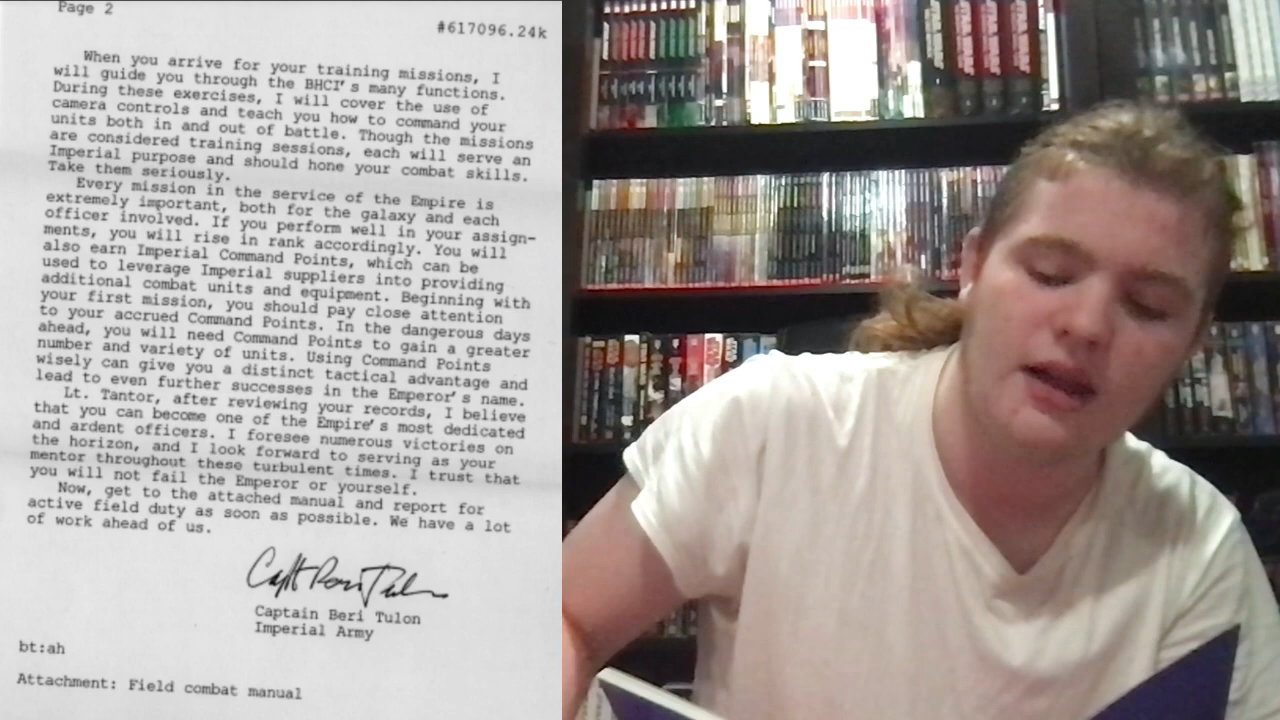 Page 2
#617096.24k
When you arrive for your training missions, I
will guide you through the BHCI's many functions.
During these exercises, I will cover the use of
camera controls and teach you how to command your
units both in and out of battle. Though the missions
are considered training sessions, each will serve an
Imperial purpose and should hone your combat skills.
Take them seriously.
Every mission in the service of the Empire is
extremely important, both for the galaxy and each
officer involved. If you perform well in your assign-
ments, you will rise in rank accordingly. You will
also earn Imperial Command Points, which can be
used to leverage Imperial suppliers into providing
additional combat units and equipment. Beginning with
your first mission, you should pay close attention
to your accrued Command Points. In the dangerous days
ahead, you will need Command Points to gain a greater
number and variety of units. Using Command Points
wisely can give you a distinct tactical advantage and
lead to even further successes in the Emperor's name.
Lt. Tantor, after reviewing your records, I believe
that you can become one of the Empire's most dedicated
and ardent officers. I foresee numerous victories on
the horizon, and I look forward to serving as your
mentor throughout these turbulent times. I trust that
you will not fail the Emperor or yourself.
Now, get to the attached manual and report for
active field duty as soon as possible. We have a lot
of work ahead of us.
Captain Beri Tulon
Imperial Army
bt:ah
Attachment: Field combat manual